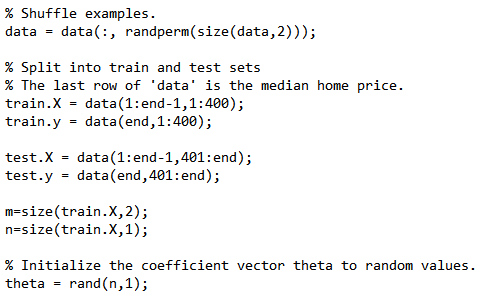 % Shuffle examples.
data = data(:, randperm(size(data,2)));
% Split into train and test sets
% The last row of 'data' is the median home price.
train.X = data(1:end-1,1:400);
train.y = data(end,1:400);
test.X = data(1:end-1,401:end);
test.y = data(end,401:end);
m=size(train.X,2);
n=size(train.X,1);
% Initialize the coefficient vector theta to random values.
theta = rand(n,1);